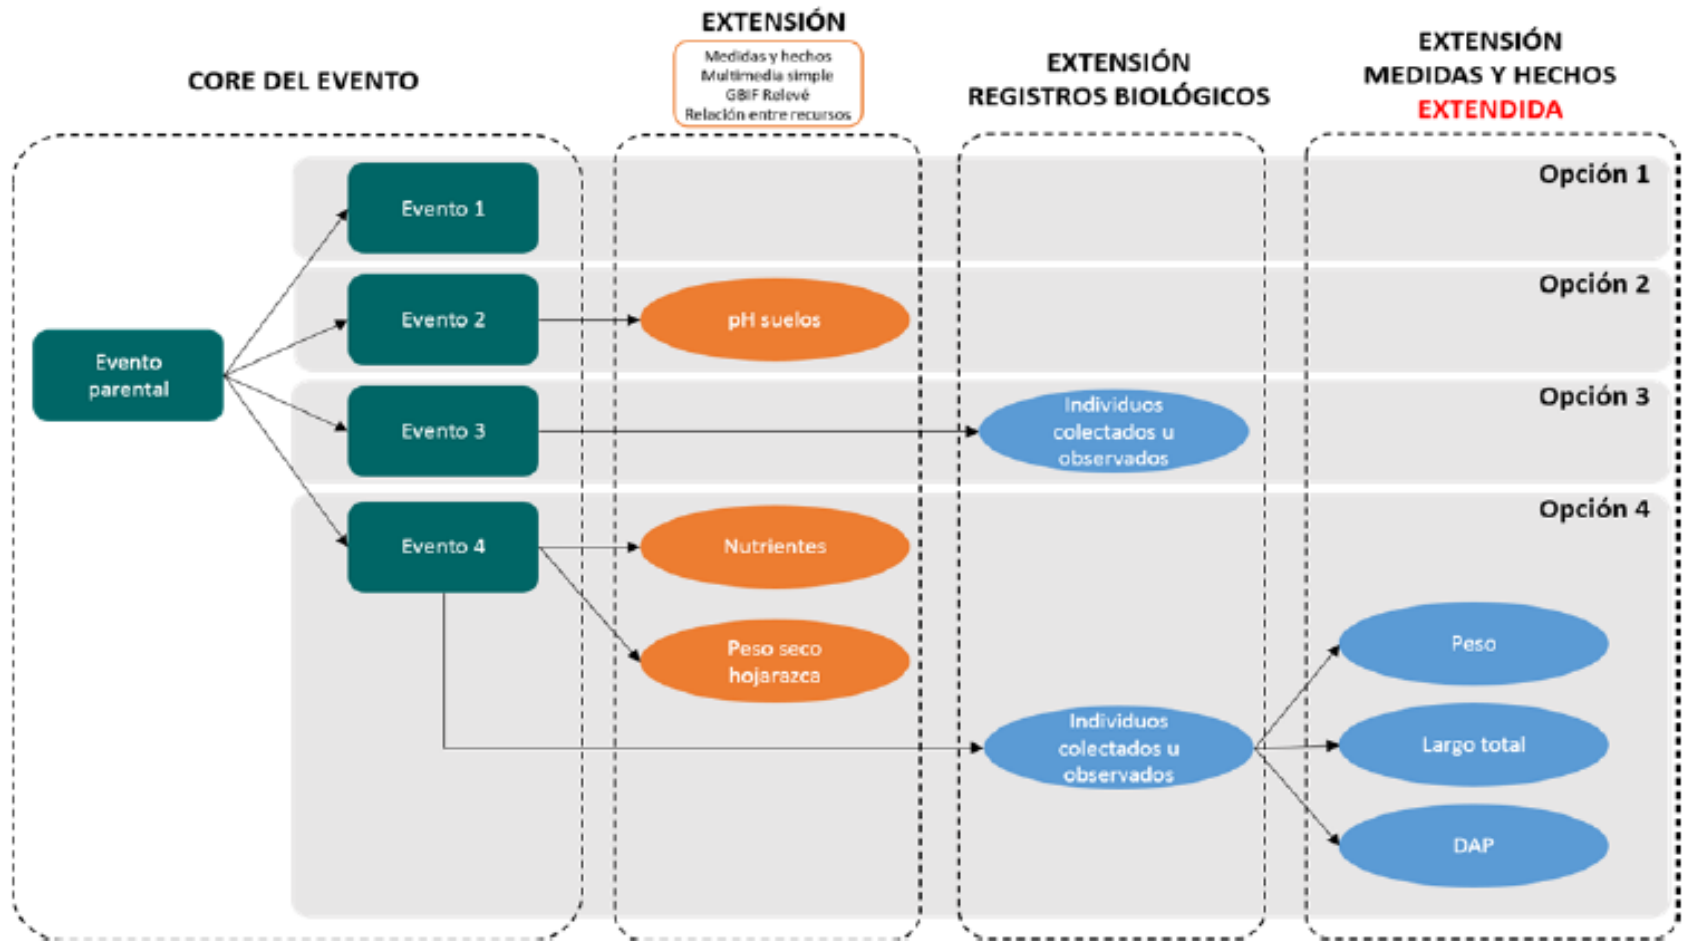 CORE DEL EVENTO
EXTENSIÓN
Medidas y hechos
Multimedia simple
GBIF Relevé
Relación entre recursos
EXTENSIÓN
REGISTROS BIOLÓGICOS
EXTENSIÓN
MEDIDAS Y HECHOS
EXTENDIDA
Opción 1
Evento 1
Opción 2
Evento 2
pH suelos
Evento
parental
Opción 3
Evento 3
Individuos
colectados u
observados
Opción 4
Evento 4
Nutrientes
Peso seco
hojarazca
Individuos
colectados u
observados
Peso
Largo total
DAP